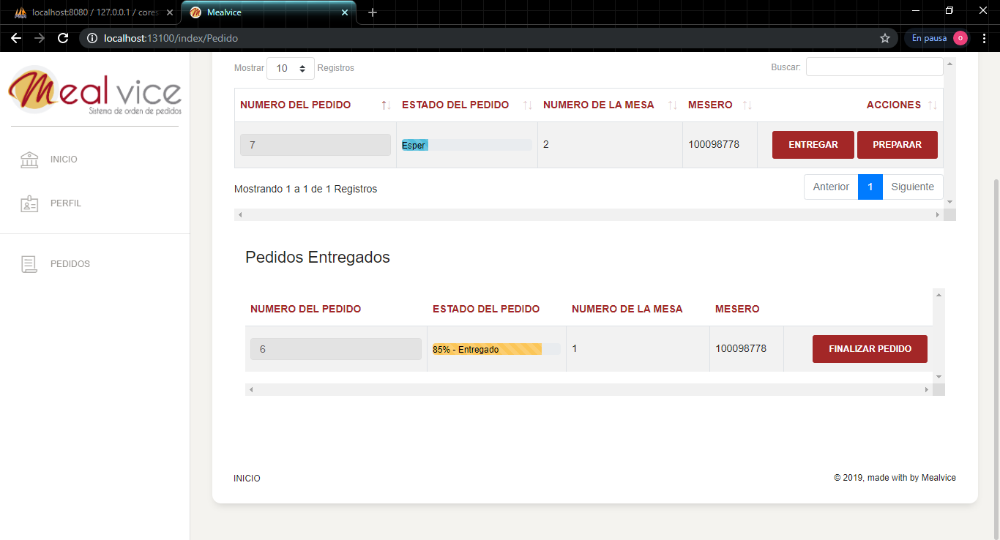 localhost:8080 / 127.0.0.1 / cores
Mealvice
localhost:13100/index/Pedido
En pausa
o
Meal vice
Sistema de orden de pedidos
INICIO
PERFIL
PEDIDOS
Mostrar 10 Registros
Buscar:
NUMERO DEL PEDIDO ESTADO DEL PEDIDO NUMERO DE LA MESA MESERO ACCIONES
7 Esper 2 100098778 ENTREGAR PREPARAR
Mostrando 1 a 1 de 1 Registros
Anterior 1 Siguiente
Pedidos Entregados
NUMERO DEL PEDIDO ESTADO DEL PEDIDO NUMERO DE LA MESA MESERO
6 85% - Entregado 1 100098778 FINALIZAR PEDIDO
INICIO
© 2019, made with by Mealvice